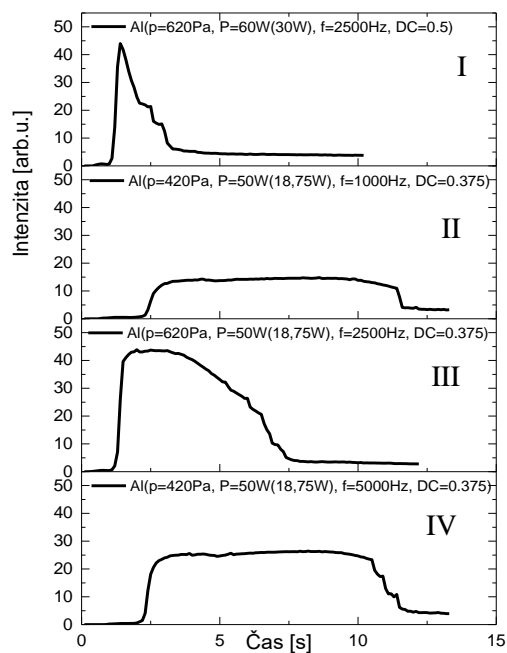 Intenzita [arb.u.]
50
40
30
20
10
0
Al(p=620Pa, P=60W(30W), f=2500Hz, DC=0.5)
I
50
40
30
20
10
0
Al(p=420Pa, P=50W(18,75W), f=1000Hz, DC=0.375)
II
50
40
30
20
10
0
Al(p=620Pa, P=50W(18,75W), f=2500Hz, DC=0.375)
III
50
40
30
20
10
0
Al(p=420Pa, P=50W(18,75W), f=5000Hz, DC=0.375)
IV
0 5 10 15
Čas [s]